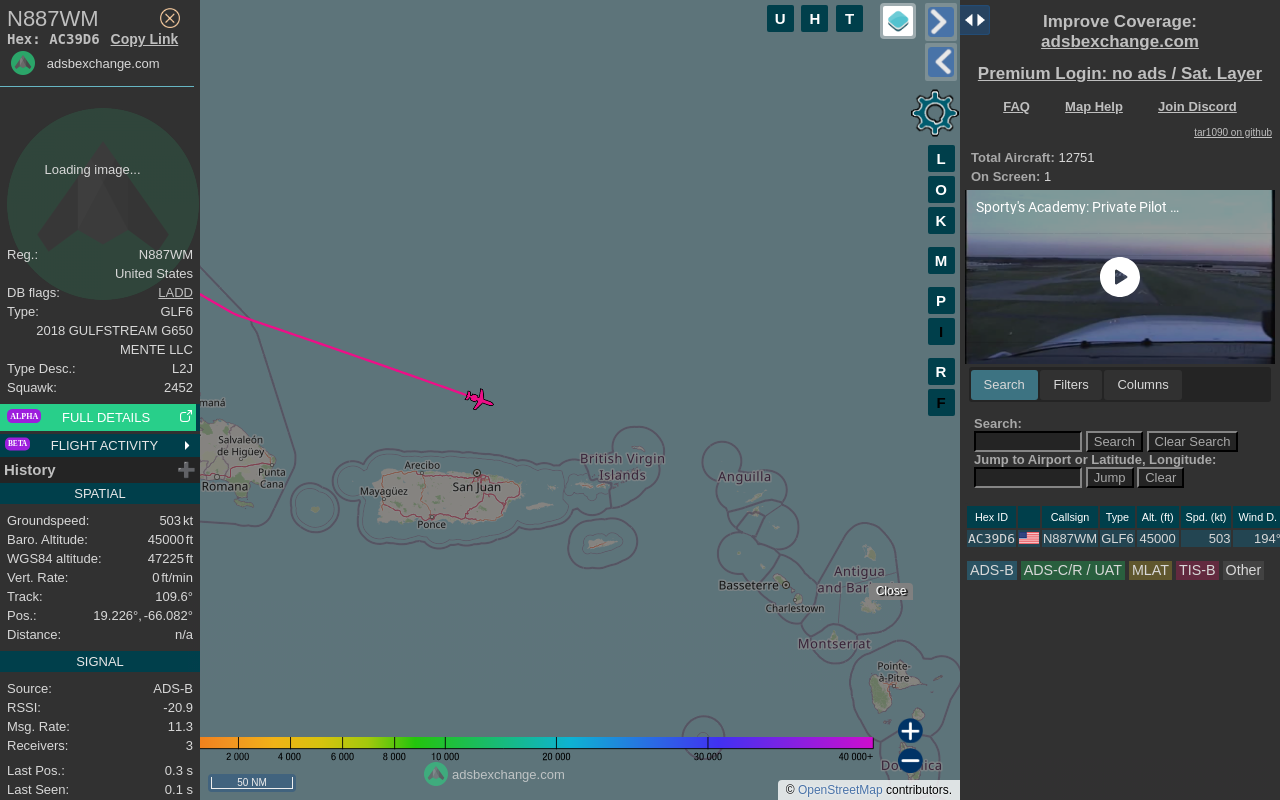 N887WM
Hex: AC39D6 Copy Link
adsbexchange.com
Loading image...
Reg.: N887WM
United States
DB flags: LADD
Type: GLF6
2018 GULFSTREAM G650
MENTE LLC
Type Desc.: L2J
Squawk: 2452
ALPHA FULL DETAILS
BETA FLIGHT ACTIVITY
History
SPATIAL
Groundspeed: 503 kt
Baro. Altitude: 45000 ft
WGS84 altitude: 47225 ft
Vert. Rate: 0 ft/min
Track: 109.6°
Pos.: 19.226°, -66.082°
Distance: n/a
SIGNAL
Source: ADS-B
RSSI: -20.9
Msg. Rate: 11.3
Receivers: 3
Last Pos.: 0.3 s
Last Seen: 0.1 s
U H T
L
O
K
M
P
I
R
F
maná
Salvaleón
de Higüey
Punta
Cana
Romana
Arecibo
Mayagüez
San Juan
Ponce
British Virgin
Islands
Anguilla
Basseterre
Charlestown
Antigua
and Bar
Close
Montserrat
Pointe-
à-Pitre
Do
ica
2 000 4 000 6 000 8 000 10 000 20 000 30 000 40 000+
50 NM
adsbexchange.com
© OpenStreetMap contributors.
Improve Coverage:
adsbexchange.com
Premium Login: no ads / Sat. Layer
FAQ Map Help Join Discord
tar1090 on github
Total Aircraft: 12751
On Screen: 1
Sporty's Academy: Private Pilot ...
Search Filters Columns
Search:
Search Clear Search
Jump to Airport or Latitude, Longitude:
Jump Clear
Hex ID Callsign Type Alt. (ft) Spd. (kt) Wind D.
AC39D6 N887WM GLF6 45000 503 194°
ADS-B ADS-C/R / UAT MLAT TIS-B Other